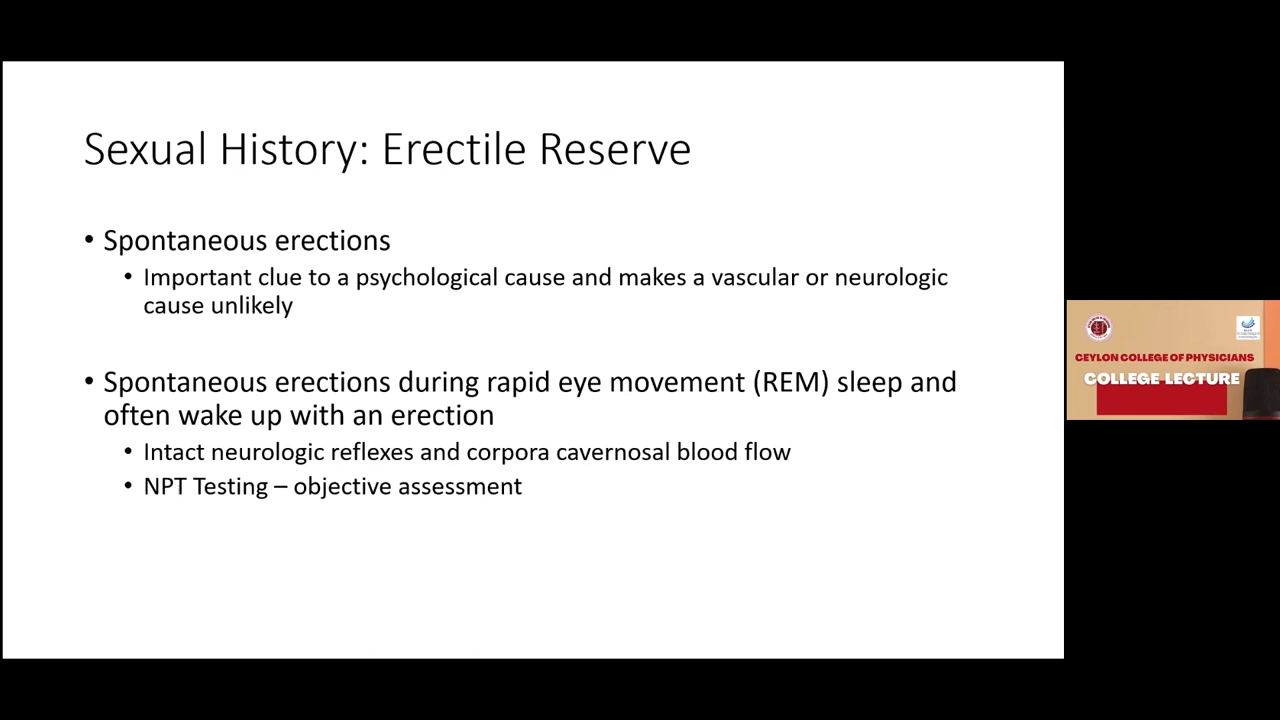 Sexual History: Erectile Reserve
• Spontaneous erections
• Important clue to a psychological cause and makes a vascular or neurologic
cause unlikely
• Spontaneous erections during rapid eye movement (REM) sleep and
often wake up with an erection
• Intact neurologic reflexes and corpora cavernosal blood flow
• NPT Testing – objective assessment
CEYLON COLLEGE OF PHYSICIANS
COLLEGE LECTURE